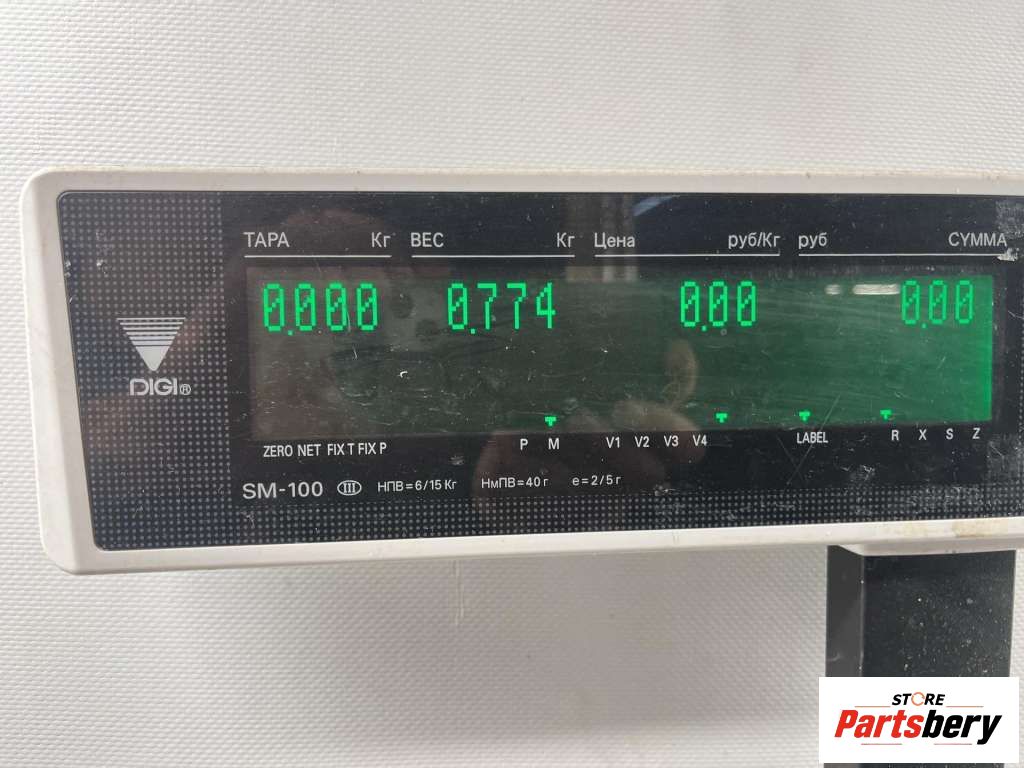 ТАРА Кг ВЕС Кг Цена руб/Кг руб СУММА
0.000 0.774 0.00 0.00
DIGI®
ZERO NET FIX T FIX P P M V1 V2 V3 V4 LABEL R X S Z
SM-100 III НПВ=6/15 Кг НмПВ=40 г е=2/5 г
STORE
Partsbery